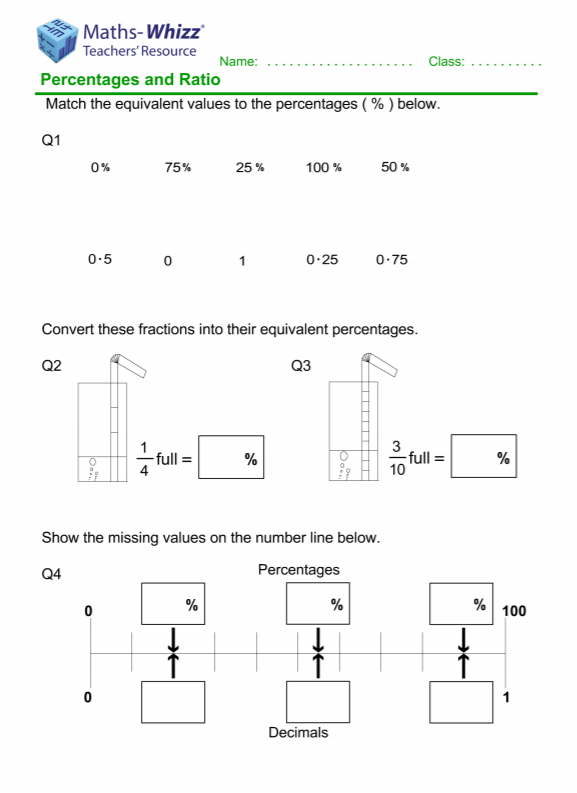 Maths-Whizz®
Teachers' Resource
Name: . . . . . . . . . . . . . . . . . . . . Class: . . . . . . . . . .
Percentages and Ratio
Match the equivalent values to the percentages ( % ) below.
Q1
0% 75% 25 % 100 % 50 %
0·5 0 1 0·25 0·75
Convert these fractions into their equivalent percentages.
Q2 Q3
1/4 full = % 3/10 full = %
Show the missing values on the number line below.
Q4 Percentages
0 % % % 100
0 1
Decimals